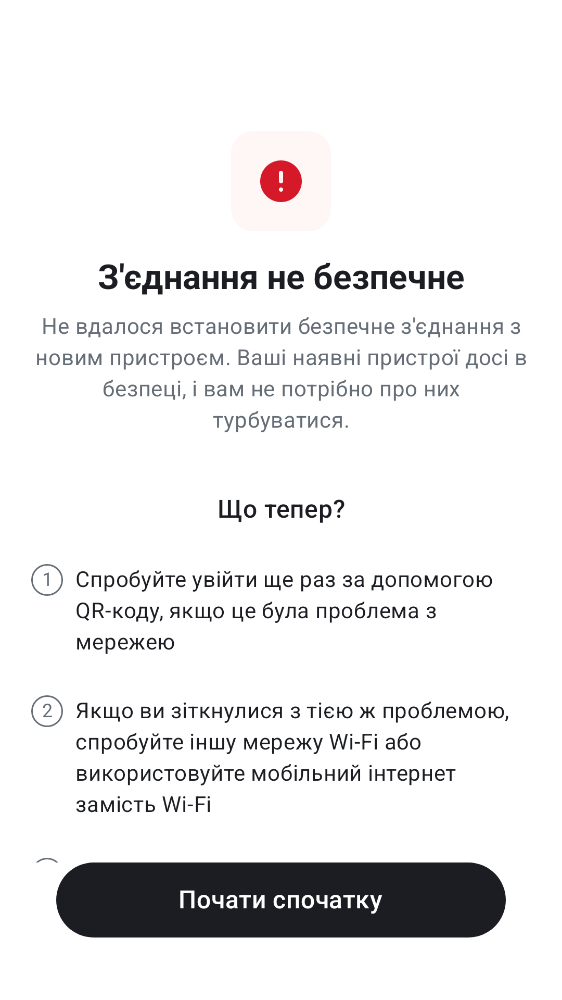 З'єднання не безпечне
Не вдалося встановити безпечне з'єднання з
новим пристроєм. Ваші наявні пристрої досі в
безпеці, і вам не потрібно про них
турбуватися.
Що тепер?
1 Спробуйте увійти ще раз за допомогою
QR-коду, якщо це була проблема з
мережею
2 Якщо ви зіткнулися з тією ж проблемою,
спробуйте іншу мережу Wi-Fi або
використовуйте мобільний інтернет
замість Wi-Fi
Почати спочатку